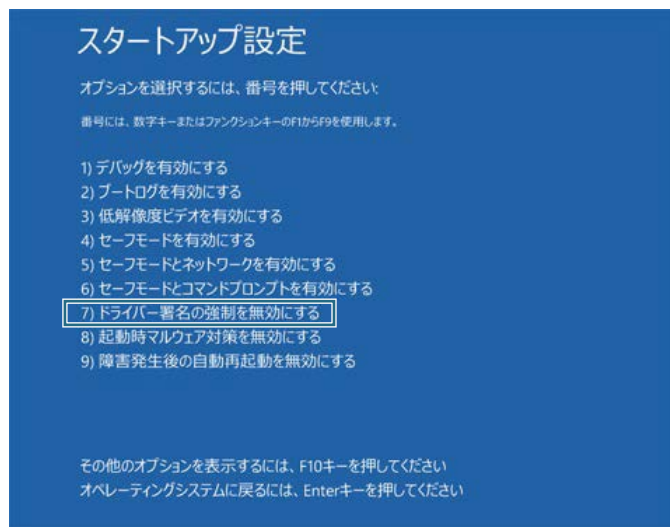 スタートアップ設定
オプションを選択するには、番号を押してください:
番号には、数字キーまたはファンクションキーのF1からF9を使用します。
1) デバッグを有効にする
2) ブートログを有効にする
3) 低解像度ビデオを有効にする
4) セーフモードを有効にする
5) セーフモードとネットワークを有効にする
6) セーフモードとコマンドプロンプトを有効にする
7) ドライバー署名の強制を無効にする
8) 起動時マルウェア対策を無効にする
9) 障害発生後の自動再起動を無効にする
その他のオプションを表示するには、F10キーを押してください
オペレーティングシステムに戻るには、Enterキーを押してください